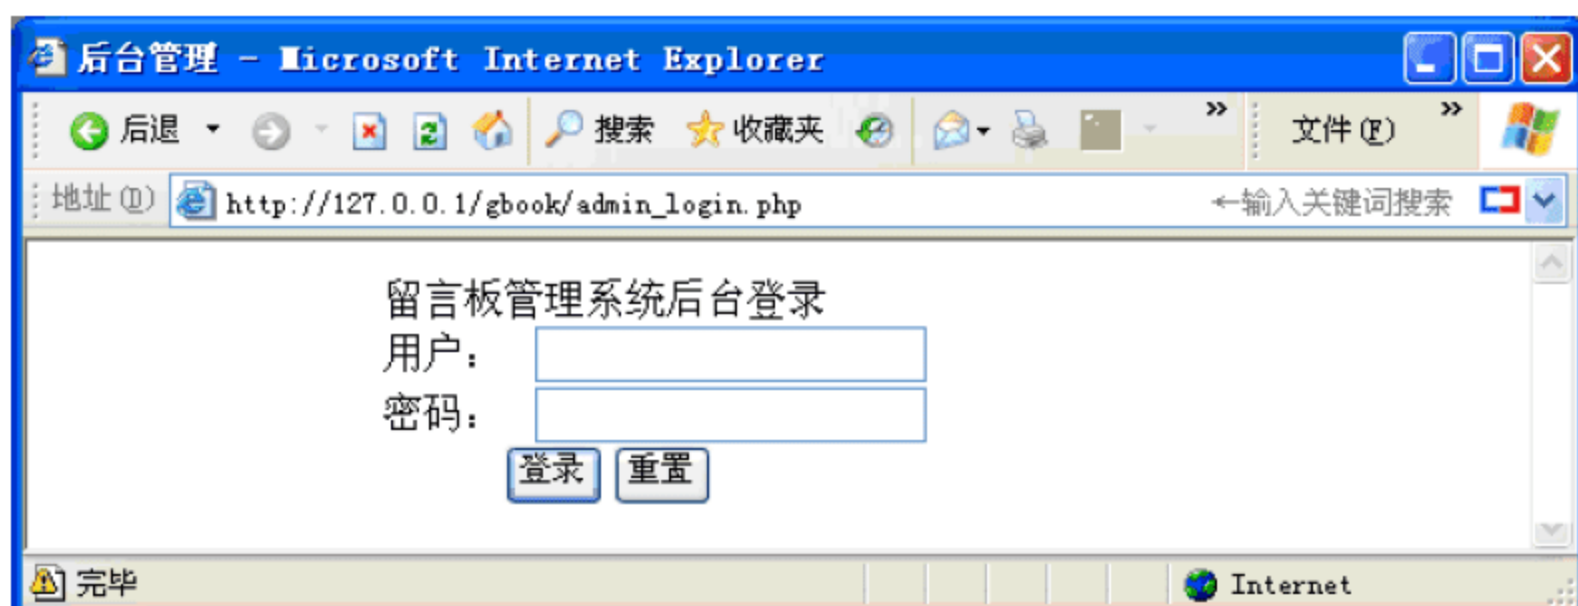 后台管理 - Microsoft Internet Explorer
后退 搜索 收藏夹 » 文件(F) »
地址(D) http://127.0.0.1/gbook/admin_login.php ←输入关键词搜索
留言板管理系统后台登录
用户：
密码：
登录 重置
完毕 Internet